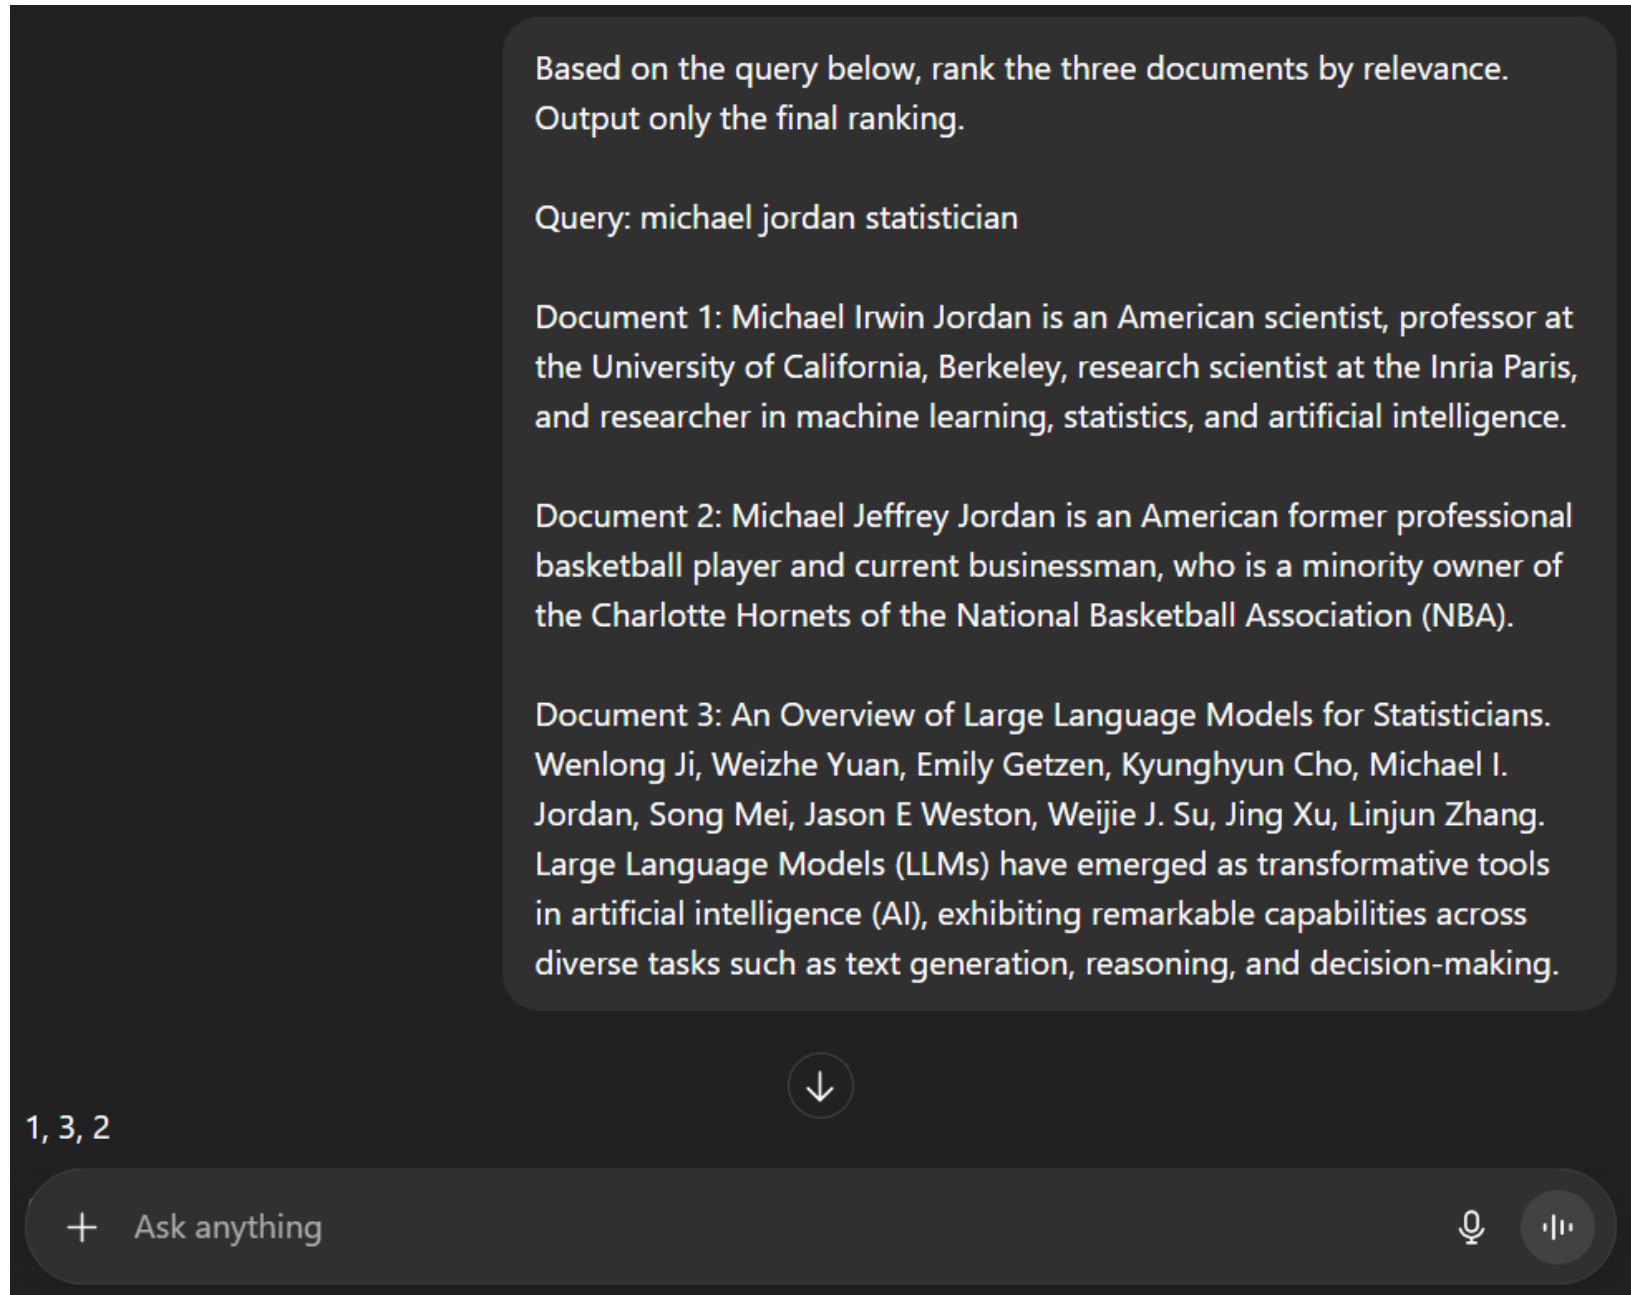 Based on the query below, rank the three documents by relevance.
Output only the final ranking.
Query: michael jordan statistician
Document 1: Michael Irwin Jordan is an American scientist, professor at
the University of California, Berkeley, research scientist at the Inria Paris,
and researcher in machine learning, statistics, and artificial intelligence.
Document 2: Michael Jeffrey Jordan is an American former professional
basketball player and current businessman, who is a minority owner of
the Charlotte Hornets of the National Basketball Association (NBA).
Document 3: An Overview of Large Language Models for Statisticians.
Wenlong Ji, Weizhe Yuan, Emily Getzen, Kyunghyun Cho, Michael I.
Jordan, Song Mei, Jason E Weston, Weijie J. Su, Jing Xu, Linjun Zhang.
Large Language Models (LLMs) have emerged as transformative tools
in artificial intelligence (AI), exhibiting remarkable capabilities across
diverse tasks such as text generation, reasoning, and decision-making.
1, 3, 2
Ask anything